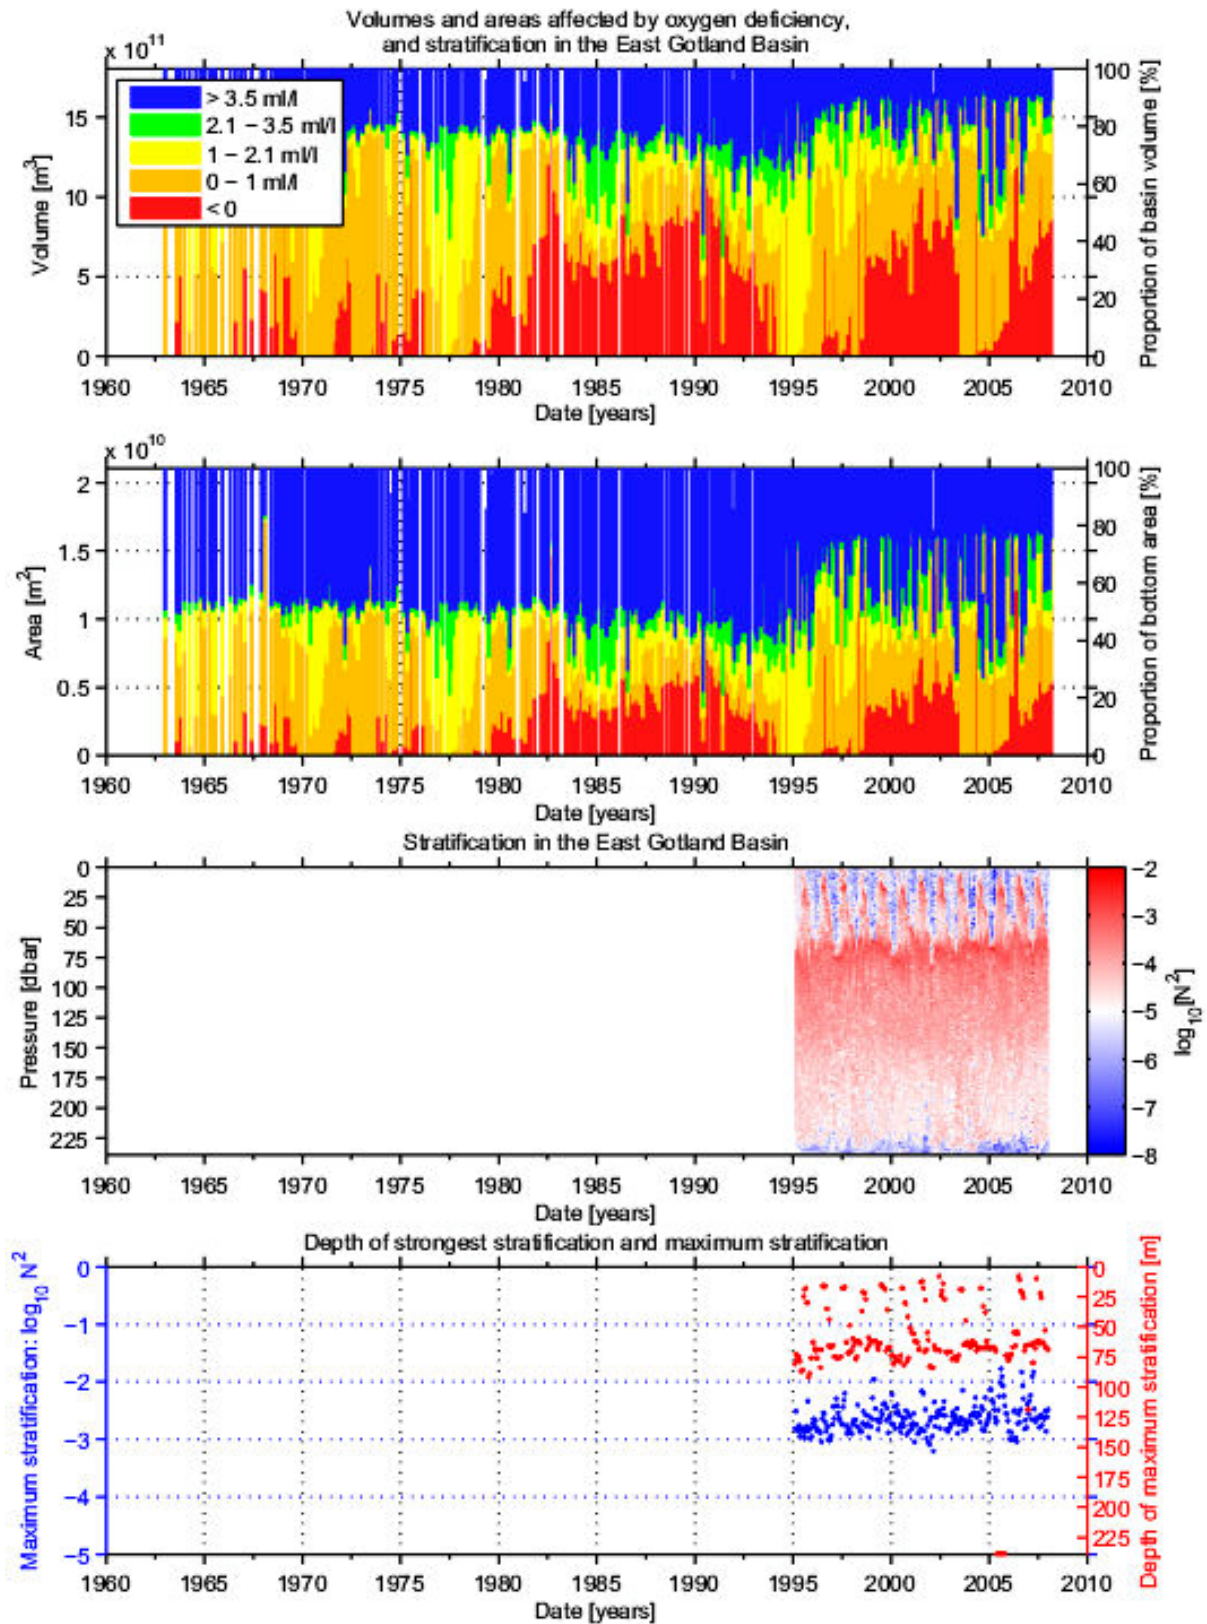 Volumes and areas affected by oxygen deficiency,
and stratification in the East Gotland Basin
x 10¹¹
> 3.5 ml/l
2.1 – 3.5 ml/l
1 – 2.1 ml/l
0 – 1 ml/l
< 0
Volume [m³]
15
10
5
0
Proportion of basin volume [%]
100
80
60
40
20
0
1960 1965 1970 1975 1980 1985 1990 1995 2000 2005 2010
Date [years]
x 10¹⁰
Area [m²]
2
1.5
1
0.5
0
Proportion of bottom area [%]
100
80
60
40
20
0
1960 1965 1970 1975 1980 1985 1990 1995 2000 2005 2010
Date [years]
Stratification in the East Gotland Basin
Pressure [dbar]
0
25
50
75
100
125
150
175
200
225
−2
−3
−4
−5
−6
−7
−8
log₁₀[N²]
1960 1965 1970 1975 1980 1985 1990 1995 2000 2005 2010
Date [years]
Depth of strongest stratification and maximum stratification
Maximum stratification: log₁₀ N²
0
−1
−2
−3
−4
−5
Depth of maximum stratification [m]
0
25
50
75
100
125
150
175
200
225
1960 1965 1970 1975 1980 1985 1990 1995 2000 2005 2010
Date [years]